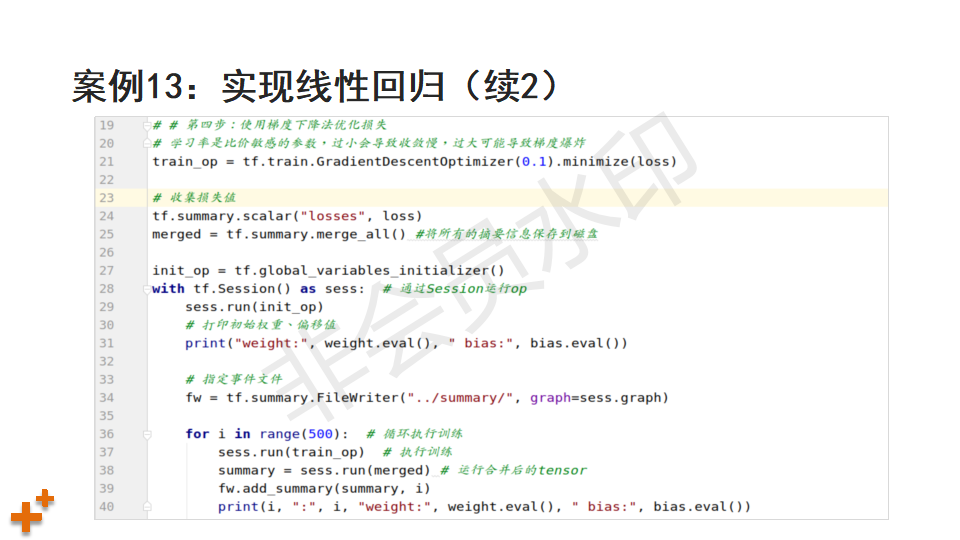 案例13：实现线性回归（续2）
19 # # 第四步：使用梯度下降法优化损失
20 # 学习率是比价敏感的参数，过小会导致收敛慢，过大可能导致梯度爆炸
21 train_op = tf.train.GradientDescentOptimizer(0.1).minimize(loss)
22
23 # 收集损失值
24 tf.summary.scalar("losses", loss)
25 merged = tf.summary.merge_all() #将所有的摘要信息保存到磁盘
26
27 init_op = tf.global_variables_initializer()
28 with tf.Session() as sess:  # 通过Session运行op
29     sess.run(init_op)
30     # 打印初始权重、偏移值
31     print("weight:", weight.eval(), " bias:", bias.eval())
32
33     # 指定事件文件
34     fw = tf.summary.FileWriter("../summary/", graph=sess.graph)
35
36     for i in range(500):  # 循环执行训练
37         sess.run(train_op)  # 执行训练
38         summary = sess.run(merged) # 运行合并后的tensor
39         fw.add_summary(summary, i)
40         print(i, ":", i, "weight:", weight.eval(), " bias:", bias.eval())
非会员水印